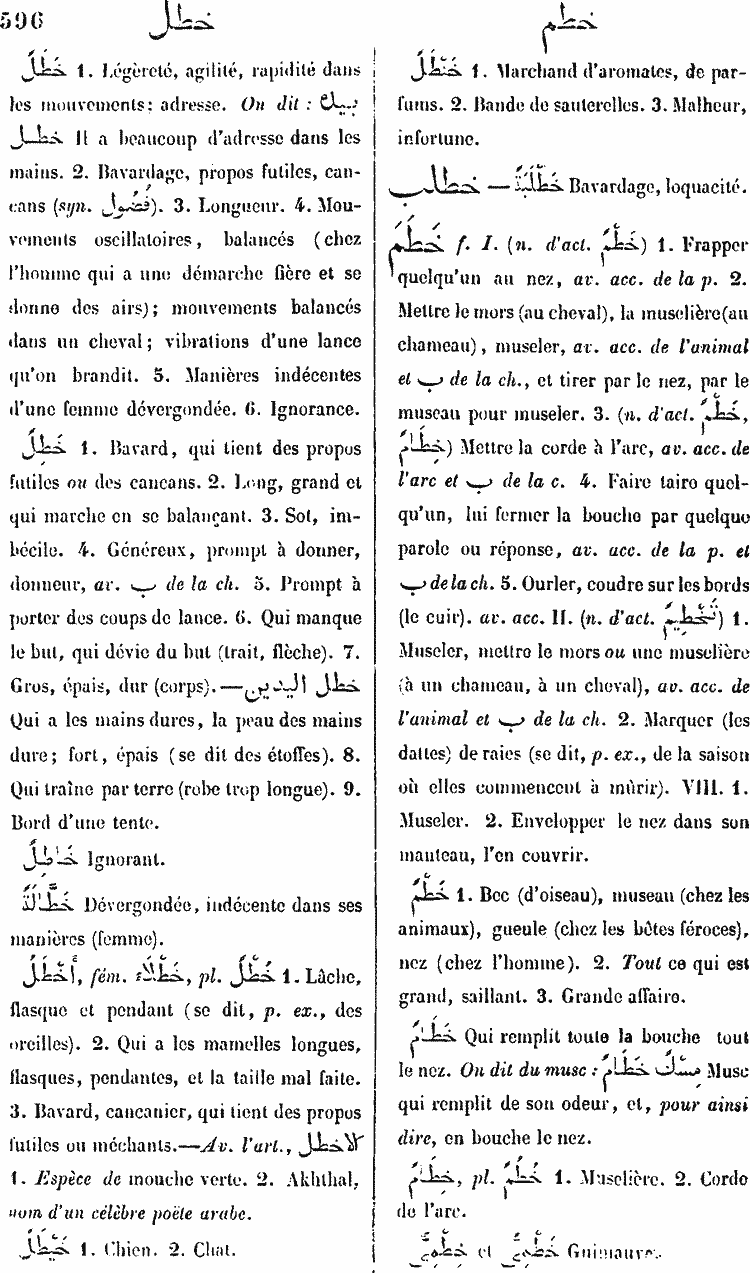 596
خطل
خطم
خَطَلٌ 1. Légèreté, agilité, rapidité dans
les mouvements; adresse. On dit : بيدك
خطل Il a beaucoup d'adresse dans les
mains. 2. Bavardage, propos futiles, can-
cans (syn. فُضُول). 3. Longueur. 4. Mou-
vements oscillatoires, balancés (chez
l'homme qui a une démarche fière et se
donne des airs); mouvements balancés
dans un cheval; vibrations d'une lance
qu'on brandit. 5. Manières indécentes
d'une femme dévergondée. 6. Ignorance.
خَطِلٌ 1. Bavard, qui tient des propos
futiles ou des cancans. 2. Long, grand et
qui marche en se balançant. 3. Sot, im-
bécile. 4. Généreux, prompt à donner,
donneur, av. ب de la ch. 5. Prompt à
porter des coups de lance. 6. Qui manque
le but, qui dévie du but (trait, flèche). 7.
Gros, épais, dur (corps).—خطل اليدين
Qui a les mains dures, la peau des mains
dure; fort, épais (se dit des étoffes). 8.
Qui traîne par terre (robe trop longue). 9.
Bord d'une tente.
خَاطِلٌ Ignorant.
خَطَّالَةٌ Dévergondée, indécente dans ses
manières (femme).
أَخْطَلُ, fém. خَطْلَاءُ, pl. خُطْلٌ 1. Lâche,
flasque et pendant (se dit, p. ex., des
oreilles). 2. Qui a les mamelles longues,
flasques, pendantes, et la taille mal faite.
3. Bavard, cancanier, qui tient des propos
futiles ou méchants.—Av. l'art., الاخطل
1. Espèce de mouche verte. 2. Akhthal,
nom d'un célèbre poëte arabe.
خَيْطَلٌ 1. Chien. 2. Chat.
خَنْطَلٌ 1. Marchand d'aromates, de par-
fums. 2. Bande de sauterelles. 3. Malheur,
infortune.
خطلب — خَطْلَبَةٌ Bavardage, loquacité.
خَطَمَ f. I. (n. d'act. خَطْمٌ) 1. Frapper
quelqu'un au nez, av. acc. de la p. 2.
Mettre le mors (au cheval), la muselière (au
chameau), museler, av. acc. de l'animal
et ب de la ch., et tirer par le nez, par le
museau pour museler. 3. (n. d'act. خَطْمٌ,
خِطَامٌ) Mettre la corde à l'arc, av. acc. de
l'arc et ب de la c. 4. Faire taire quel-
qu'un, lui fermer la bouche par quelque
parole ou réponse, av. acc. de la p. et
ب de la ch. 5. Ourler, coudre sur les bords
(le cuir). av. acc. II. (n. d'act. تَخْطِيمٌ) 1.
Museler, mettre le mors ou une muselière
(à un chameau, à un cheval), av. acc. de
l'animal et ب de la ch. 2. Marquer (les
dattes) de raies (se dit, p. ex., de la saison
où elles commencent à mûrir). VIII. 1.
Museler. 2. Envelopper le nez dans son
manteau, l'en couvrir.
خَطْمٌ 1. Bec (d'oiseau), museau (chez les
animaux), gueule (chez les bêtes féroces),
nez (chez l'homme). 2. Tout ce qui est
grand, saillant. 3. Grande affaire.
خَطَّامٌ Qui remplit toute la bouche tout
le nez. On dit du musc : مِسْكٌ خَطَّامٌ Musc
qui remplit de son odeur, et, pour ainsi
dire, en bouche le nez.
خِطَامٌ, pl. خُطُمٌ 1. Muselière. 2. Corde
de l'arc.
خَطْمِيٌّ et خِطْمِيٌّ Guimauve.